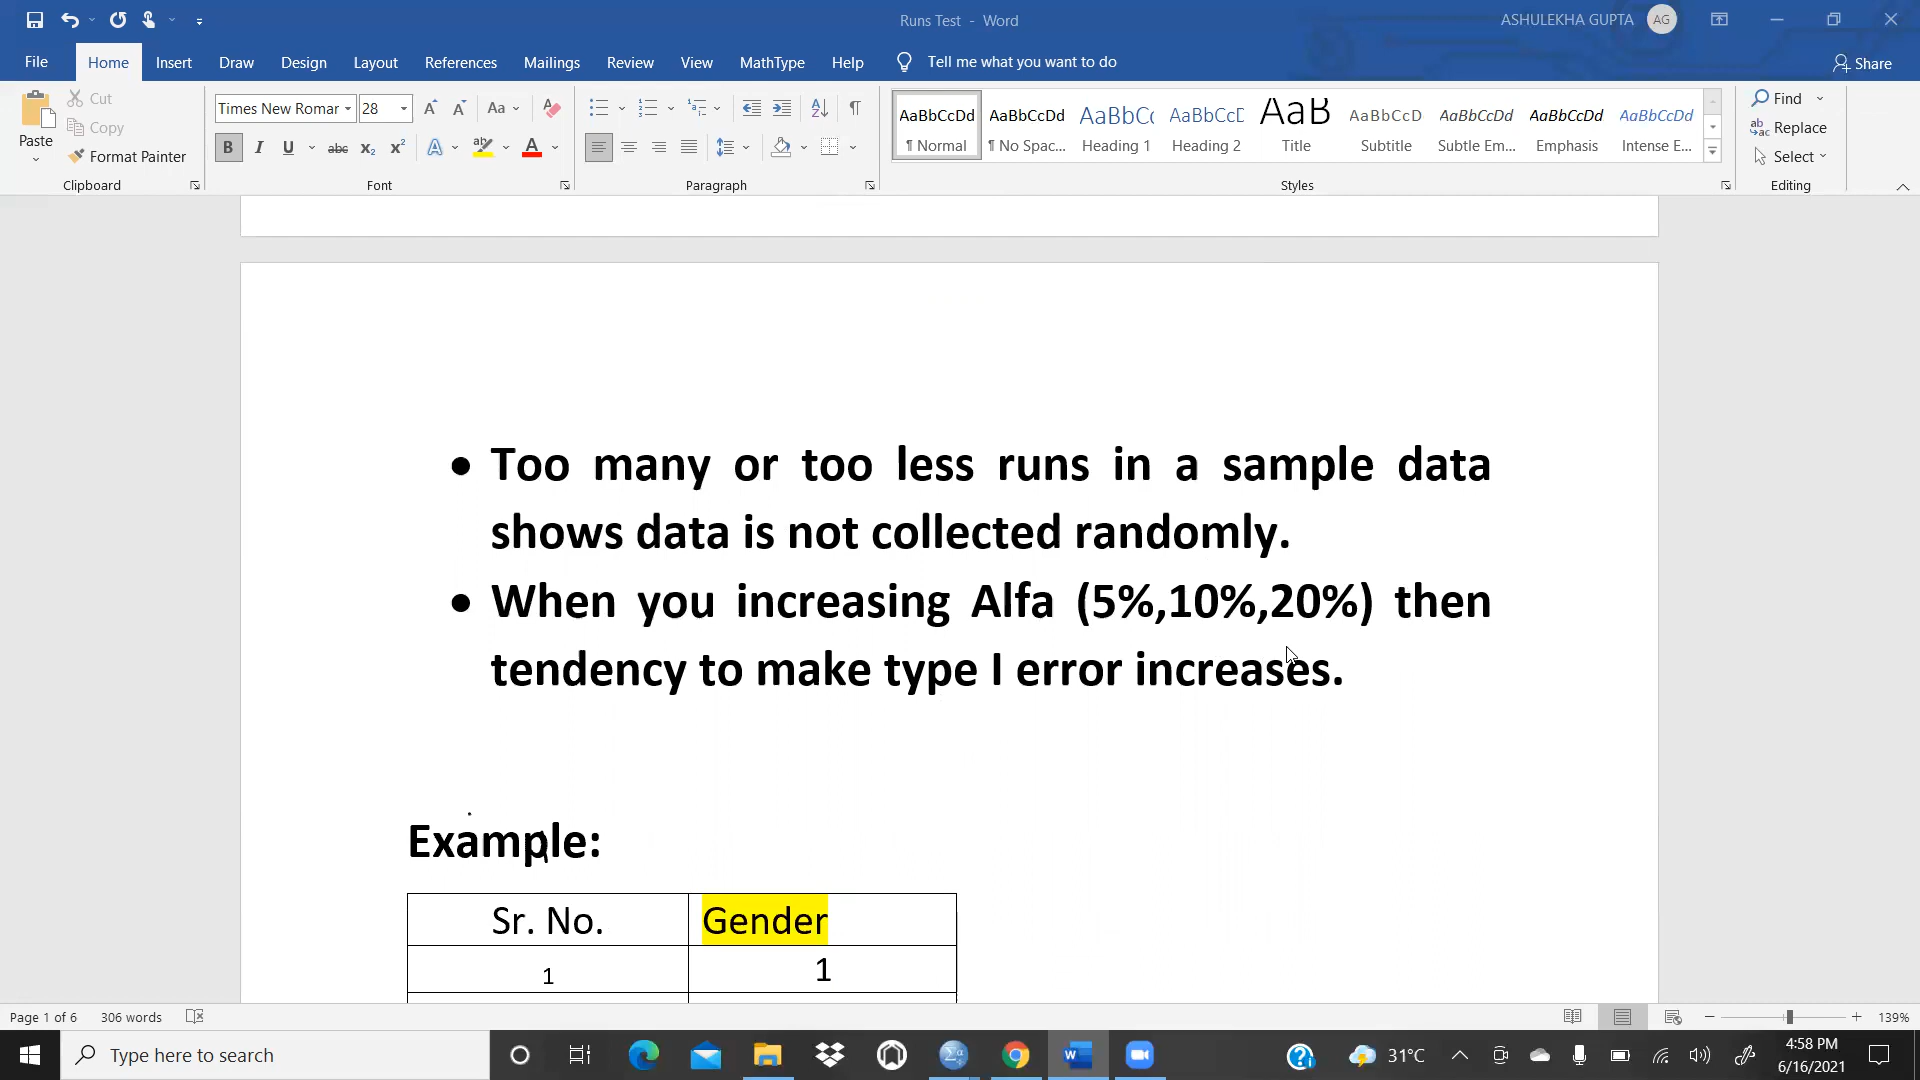 Runs Test - Word
ASHULEKHA GUPTA AG
File Home Insert Draw Design Layout References Mailings Review View MathType Help Tell me what you want to do Share
Cut
Copy
Paste
Format Painter
Clipboard
Times New Romar 28
Aa
B I U abc x₂ x² A A
Font
Paragraph
AaBbCcDd AaBbCcDd AaBbCc AaBbCcD AaB AaBbCcD AaBbCcDd AaBbCcDd AaBbCcDd
¶ Normal ¶ No Spac... Heading 1 Heading 2 Title Subtitle Subtle Em... Emphasis Intense E...
Styles
Find
Replace
Select
Editing
• Too many or too less runs in a sample data
shows data is not collected randomly.
• When you increasing Alfa (5%,10%,20%) then
tendency to make type I error increases.
Example:
Sr. No. Gender
1 1
Page 1 of 6 306 words 139%
Type here to search
31°C
4:58 PM
6/16/2021